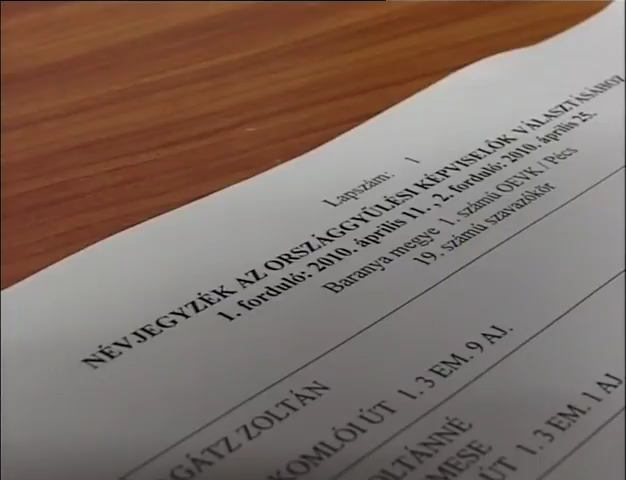 Lapszám: 1
NÉVJEGYZÉK AZ ORSZÁGGYŰLÉSI KÉPVISELŐK VÁLASZTÁSÁHOZ
1. forduló: 2010. április 11., 2. forduló: 2010. április 25.
Baranya megye 1. számú OEVK / Pécs
19. számú szavazókör
GÁTZ ZOLTÁN
KOMLÓI ÚT 1. 3 EM. 9 AJ.
OLTÁNNÉ
EMESE
ÚT 1. 3 EM. 1 AJ